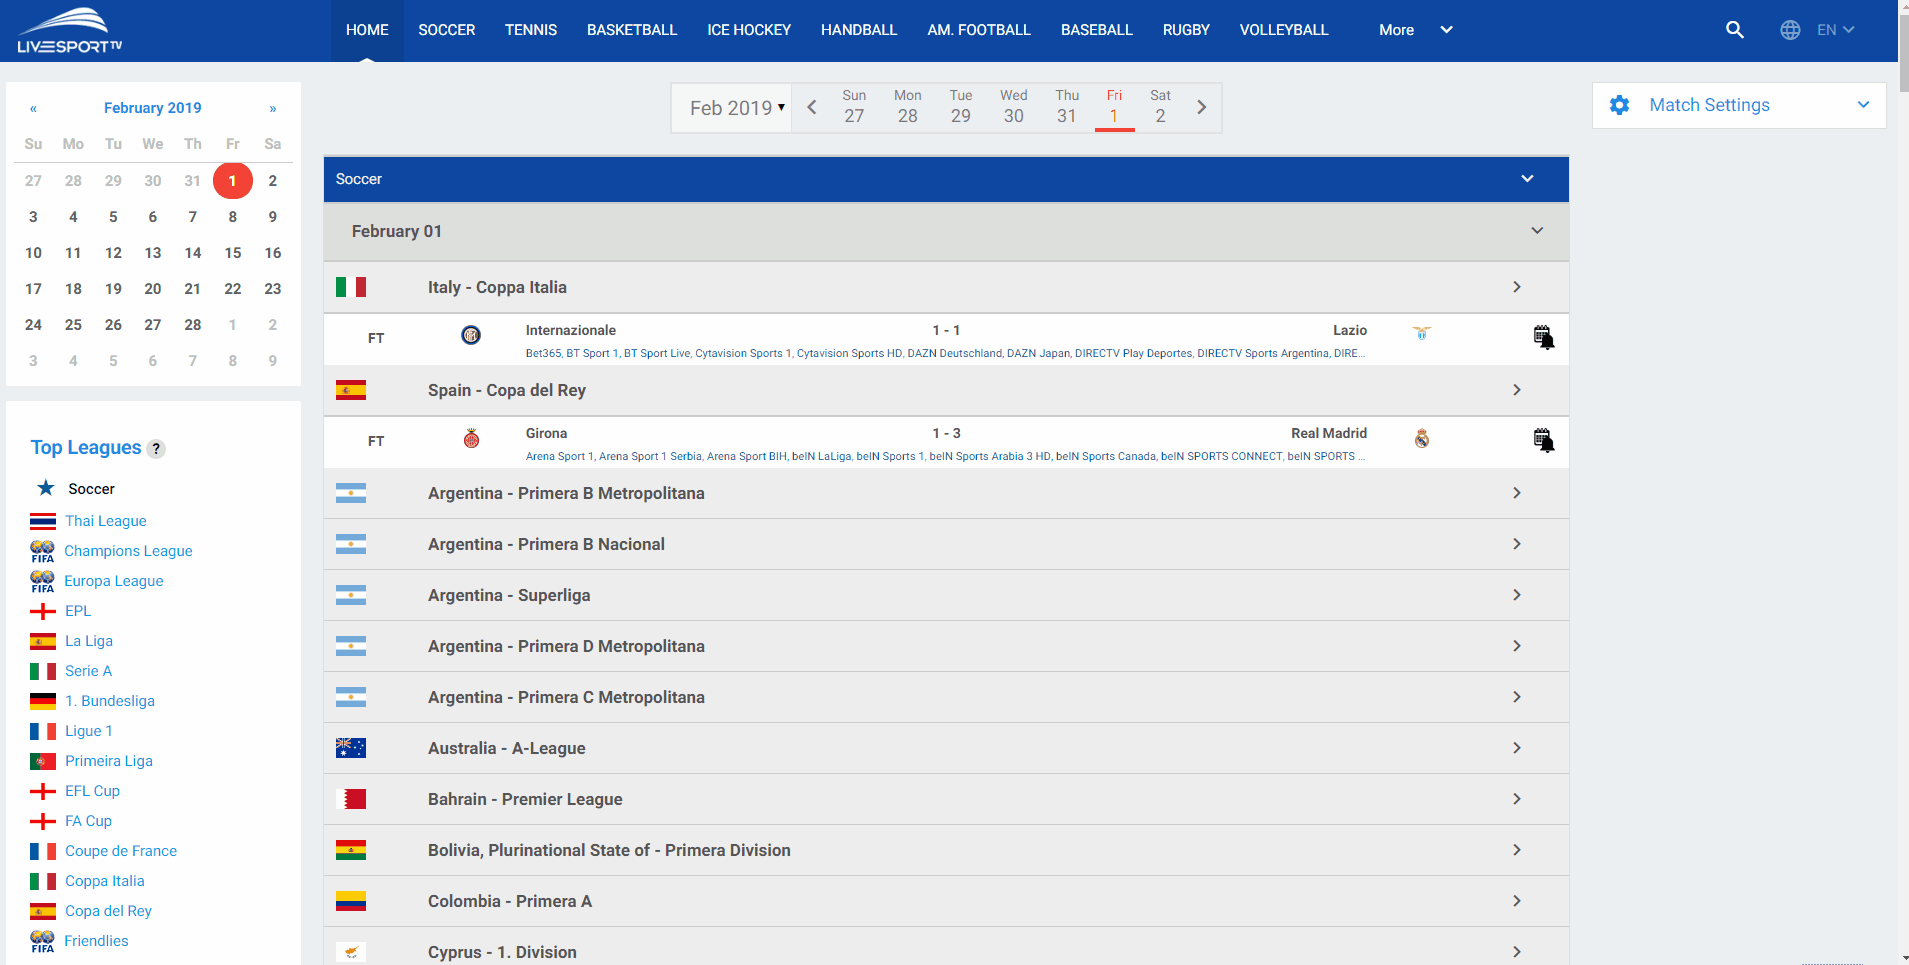 LIVESPORTTV
HOME SOCCER TENNIS BASKETBALL ICE HOCKEY HANDBALL AM. FOOTBALL BASEBALL RUGBY VOLLEYBALL More EN
« February 2019 »
Su Mo Tu We Th Fr Sa
27 28 29 30 31 1 2
3 4 5 6 7 8 9
10 11 12 13 14 15 16
17 18 19 20 21 22 23
24 25 26 27 28 1 2
3 4 5 6 7 8 9
Top Leagues ?
Soccer
Thai League
FIFA Champions League
FIFA Europa League
EPL
La Liga
Serie A
1. Bundesliga
Ligue 1
Primeira Liga
EFL Cup
FA Cup
Coupe de France
Coppa Italia
Copa del Rey
FIFA Friendlies
Feb 2019
Sun Mon Tue Wed Thu Fri Sat
27 28 29 30 31 1 2
Soccer
February 01
Italy - Coppa Italia
FT Internazionale 1 - 1 Lazio
Bet365, BT Sport 1, BT Sport Live, Cytavision Sports 1, Cytavision Sports HD, DAZN Deutschland, DAZN Japan, DIRECTV Play Deportes, DIRECTV Sports Argentina, DIRE...
Spain - Copa del Rey
FT Girona 1 - 3 Real Madrid
Arena Sport 1, Arena Sport 1 Serbia, Arena Sport BIH, beIN LaLiga, beIN Sports 1, beIN Sports Arabia 3 HD, beIN Sports Canada, beIN SPORTS CONNECT, beIN SPORTS ...
Argentina - Primera B Metropolitana
Argentina - Primera B Nacional
Argentina - Superliga
Argentina - Primera D Metropolitana
Argentina - Primera C Metropolitana
Australia - A-League
Bahrain - Premier League
Bolivia, Plurinational State of - Primera División
Colombia - Primera A
Cyprus - 1. Division
Match Settings